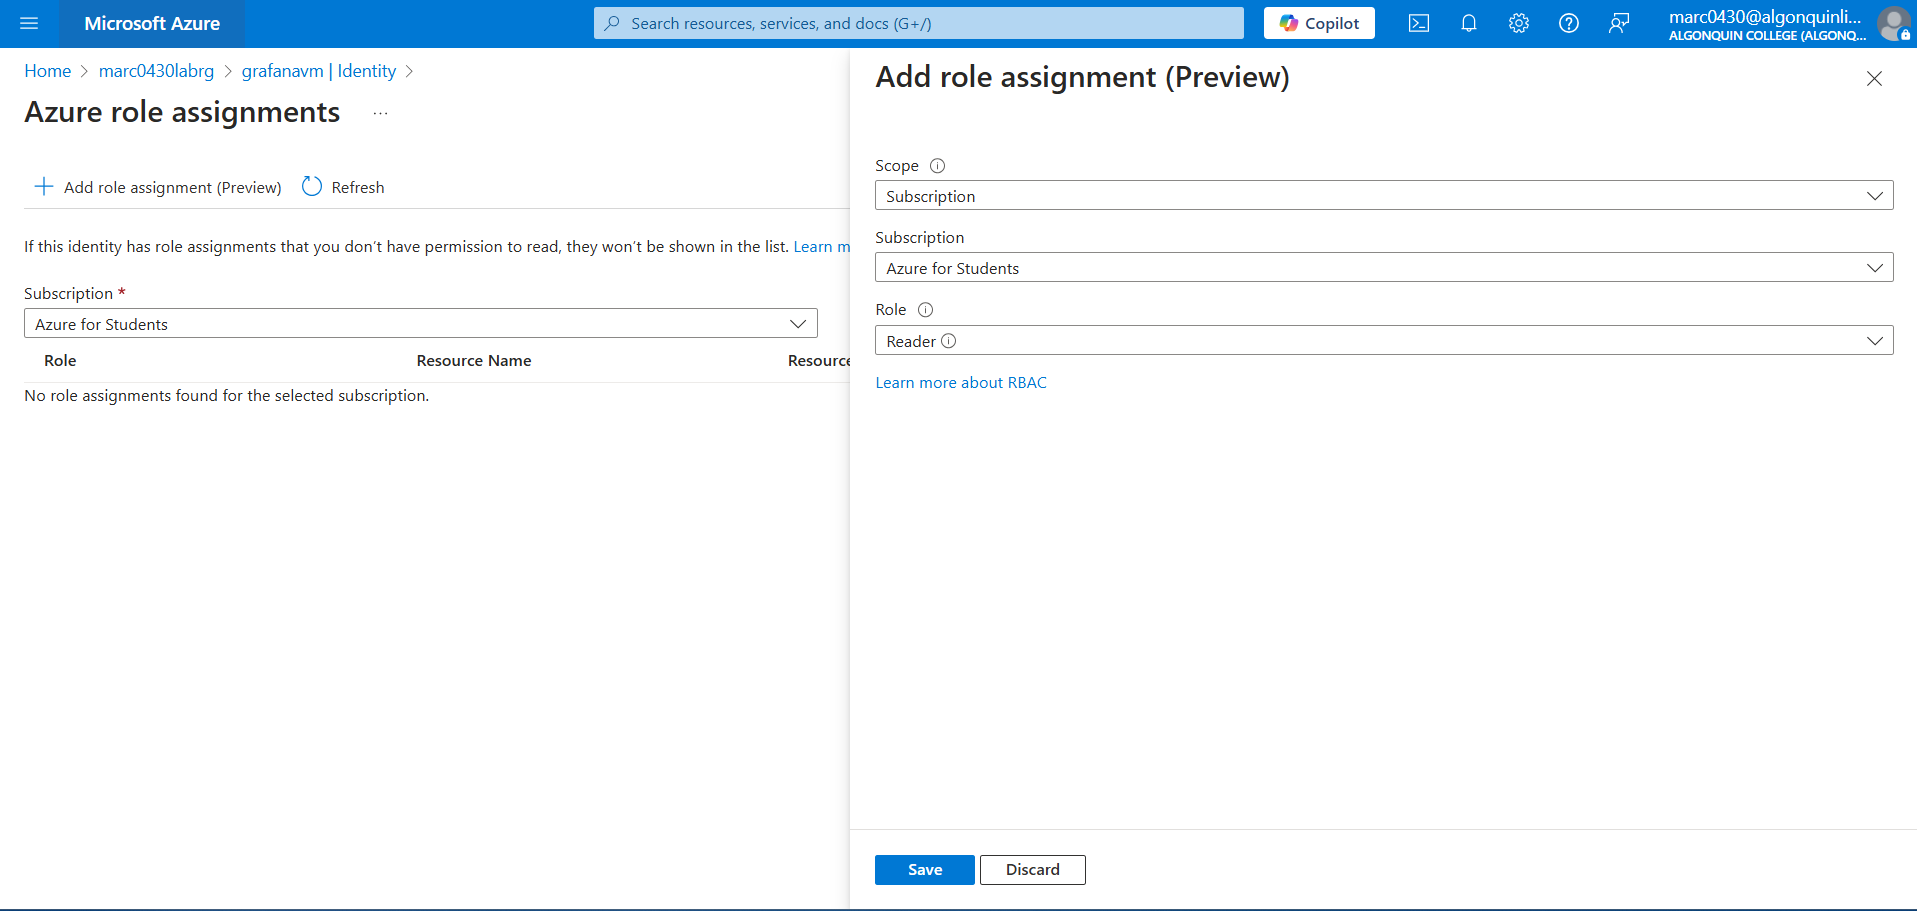 Microsoft Azure
Search resources, services, and docs (G+/)
Copilot
marc0430@algonquinli...
ALGONQUIN COLLEGE (ALGONQ...
Home > marc0430labrg > grafanavm | Identity >
Azure role assignments ...
+ Add role assignment (Preview) Refresh
If this identity has role assignments that you don't have permission to read, they won't be shown in the list. Learn m
Subscription *
Azure for Students
Role Resource Name Resource
No role assignments found for the selected subscription.
Add role assignment (Preview)
Scope
Subscription
Subscription
Azure for Students
Role
Reader
Learn more about RBAC
Save Discard